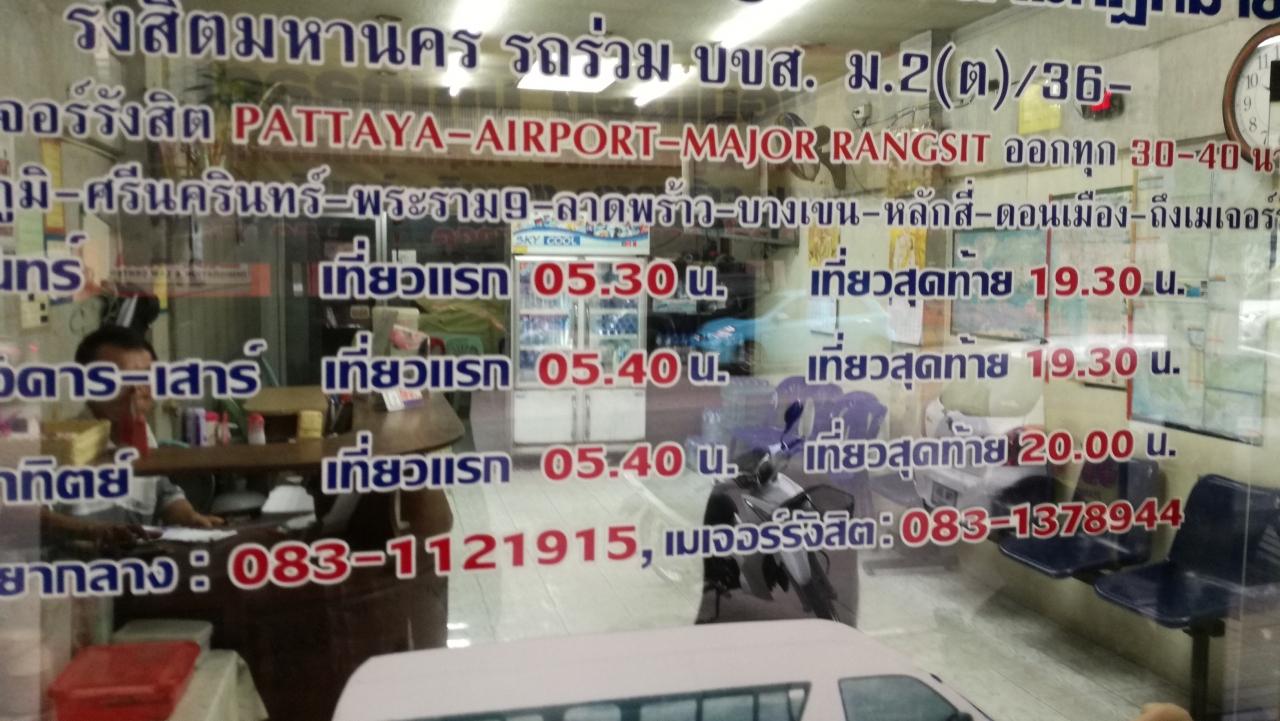 รังสิตมหานคร รถร่วม บขส. ม.2(ต)/36-
จอร์รังสิต PATTAYA-AIRPORT-MAJOR RANGSIT ออกทุก 30-40 น
ภูมิ-ศรีนครินทร์-พระราม9-ลาดพร้าว-บางเขน-หลักสี่-ดอนเมือง-ถึงเมเจอร์
นทร์ เที่ยวแรก 05.30 น. เที่ยวสุดท้าย 19.30 น.
งคาร-เสาร์ เที่ยวแรก 05.40 น. เที่ยวสุดท้าย 19.30 น.
าทิตย์ เที่ยวแรก 05.40 น. เที่ยวสุดท้าย 20.00 น.
ยากลาง : 083-1121915, เมเจอร์รังสิต : 083-1378944
SKY COOL